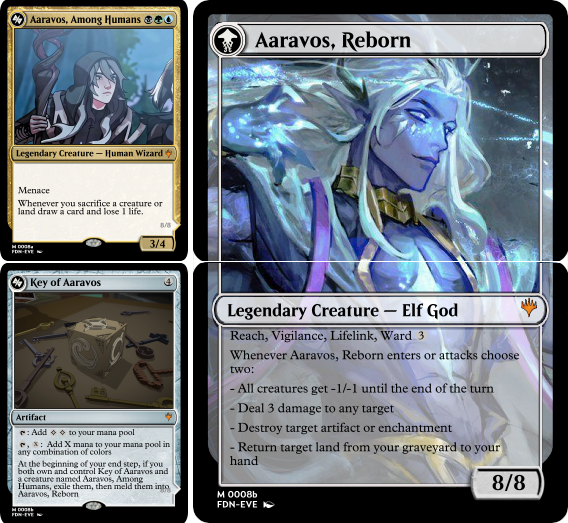 Aaravos, Among Humans
Legendary Creature — Human Wizard
Menace
Whenever you sacrifice a creature or
land draw a card and lose 1 life.
8/8
3/4
M 0008a
FDN-EVE
Key of Aaravos 4
Artifact
: Add to your mana pool
, : Add X mana to your mana pool in
any combination of colors
At the beginning of your end step, if you
both own and control Key of Aaravos and
a creature named Aaravos, Among
Humans, exile them, then meld them into
Aaravos, Reborn
8/8
M 0008b
FDN-EVE
Aaravos, Reborn
Legendary Creature — Elf God
Reach, Vigilance, Lifelink, Ward 3
Whenever Aaravos, Reborn enters or attacks choose
two:
- All creatures get -1/-1 until the end of the turn
- Deal 3 damage to any target
- Destroy target artifact or enchantment
- Return target land from your graveyard to your
hand
8/8
M 0008b
FDN-EVE